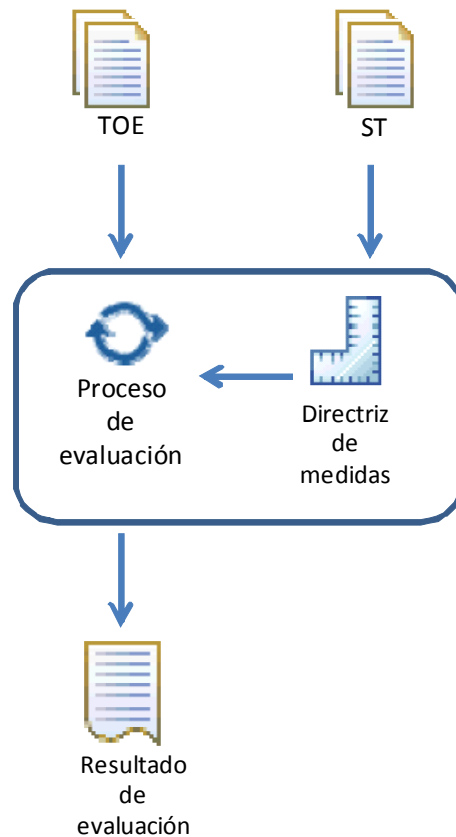 TOE
ST
Proceso
de
evaluación
Directriz
de
medidas
Resultado
de
evaluación